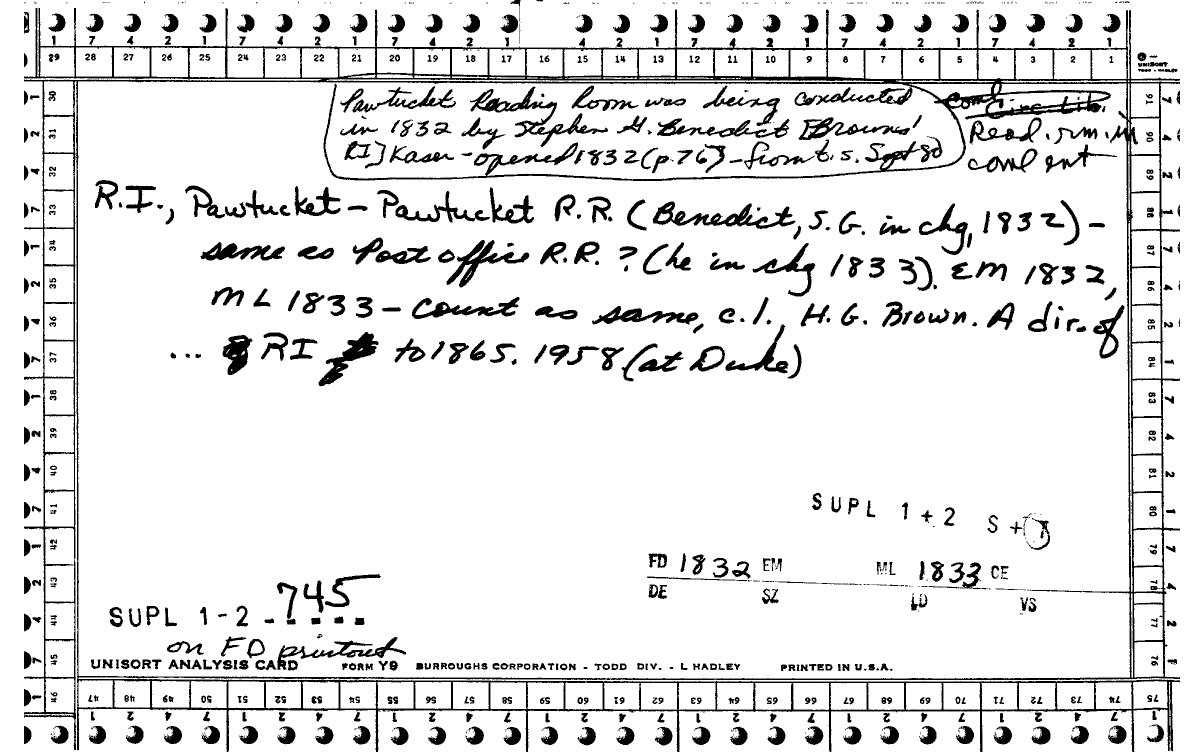 7 4 2 1 7 4 2 1 7 4 2 1 4 2 1 7 4 2 1 7 4 2 1 7 4 2 1
29 28 27 26 25 24 23 22 21 20 19 18 17 16 15 14 13 12 11 10 9 8 7 6 5 4 3 2 1
UNISORT
TODD - HADLEY
Pawtucket Reading Room was being conducted
in 1832 by Stephen G. Benedict [Browns'
RI] Kaser - opened 1832 (p.76) - from t. s. Sept 80
Coml
Circ Lib.
Read. rm. in
coml ent
R.I., Pawtucket - Pawtucket R.R. (Benedict, S.G. in chg, 1832) -
same as Post office R.R. ? (he in chg 1833). EM 1832,
ML 1833 - Count as same, c.l., H.G. Brown. A dir. of
... RI to 1865. 1958 (at Duke)
SUPL 1 + 2 S + 7
FD 1832 EM ML 1833 CE
DE SZ LD VS
SUPL 1-2 745
on FD printout
UNISORT ANALYSIS CARD FORM Y9 BURROUGHS CORPORATION - TODD DIV. - L HADLEY PRINTED IN U.S.A.
30
31
32
33
34
35
36
37
38
39
40
41
42
43
44
45
46
91
90
89
88
87
86
85
84
83
82
81
80
79
78
77
76
47 48 49 50 51 52 53 54 55 56 57 58 59 60 61 62 63 64 65 66 67 68 69 70 71 72 73 74 75
1 2 4 7 1 2 4 7 1 2 4 7 1 2 4 7 1 2 4 7 1 2 4 7 1 2 4 7